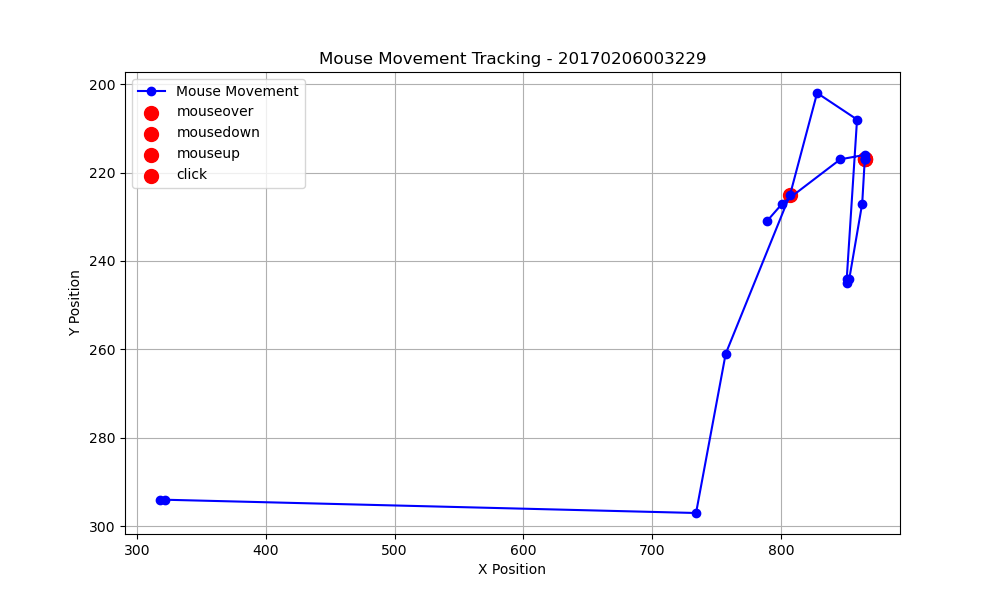 Mouse Movement Tracking - 20170206003229
Mouse Movement
mouseover
mousedown
mouseup
click
Y Position
200
220
240
260
280
300
300 400 500 600 700 800
X Position